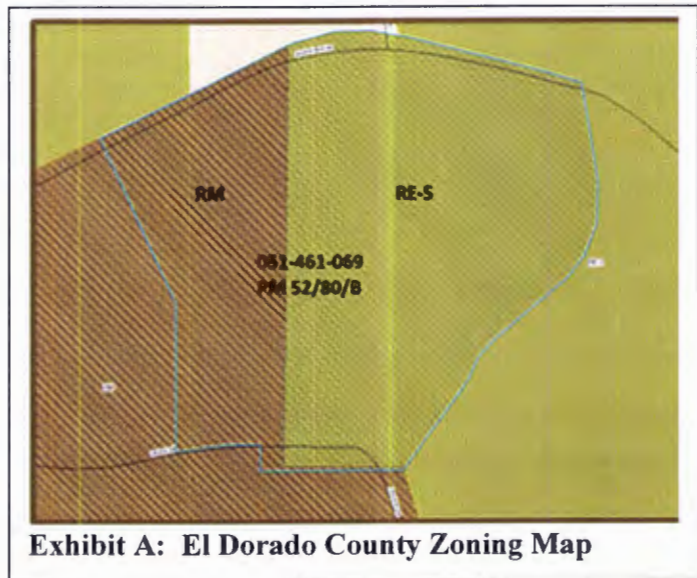 RM
RE-5
051-461-069
PM 52/80/B
Exhibit A: El Dorado County Zoning Map